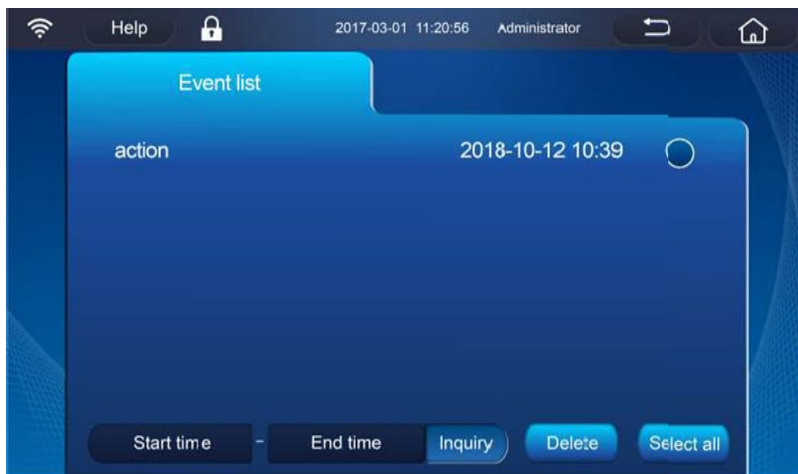 Help 2017-03-01 11:20:56 Administrator
Event list
action 2018-10-12 10:39
Start time - End time Inquiry Delete Select all